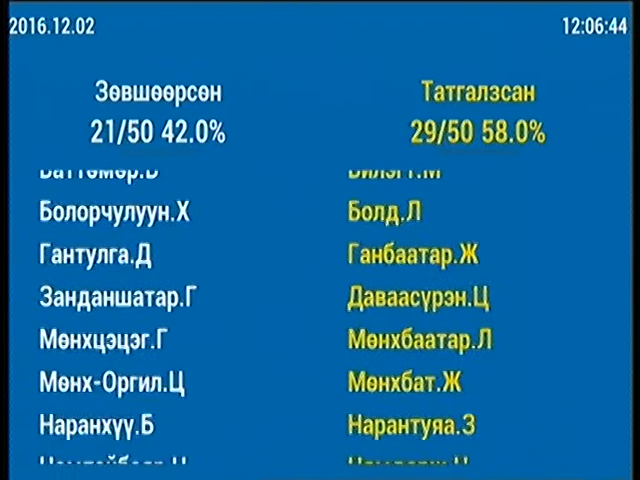 2016.12.02 12:06:44
Зөвшөөрсөн Татгалзсан
21/50 42.0% 29/50 58.0%
Болорчулуун.Х Болд.Л
Гантулга.Д Ганбаатар.Ж
Занданшатар.Г Даваасүрэн.Ц
Мөнхцэцэг.Г Мөнхбаатар.Л
Мөнх-Оргил.Ц Мөнхбат.Ж
Наранхүү.Б Нарантуяа.З